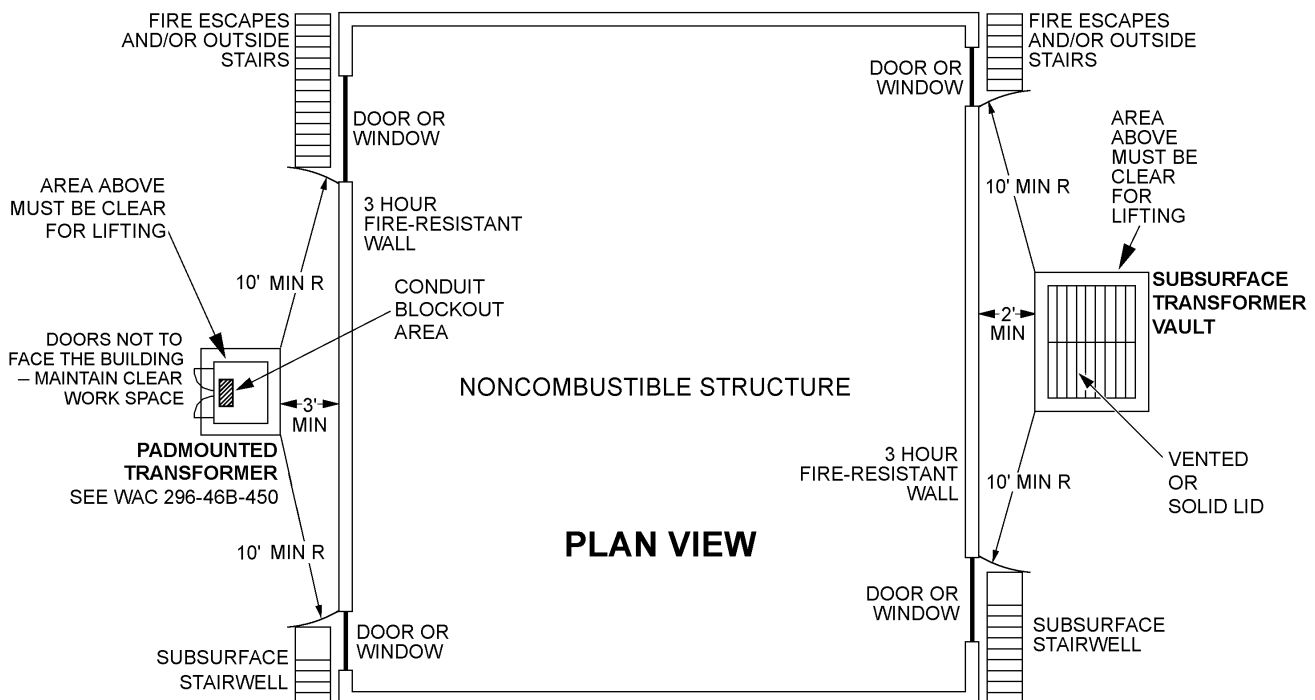 FIRE ESCAPES
AND/OR OUTSIDE
STAIRS
FIRE ESCAPES
AND/OR OUTSIDE
STAIRS
DOOR OR
WINDOW
DOOR OR
WINDOW
AREA
ABOVE
MUST BE
CLEAR
FOR
LIFTING
AREA ABOVE
MUST BE CLEAR
FOR LIFTING
3 HOUR
FIRE-RESISTANT
WALL
10' MIN R
10' MIN R
CONDUIT
BLOCKOUT
AREA
SUBSURFACE
TRANSFORMER
VAULT
2'
MIN
DOORS NOT TO
FACE THE BUILDING
– MAINTAIN CLEAR
WORK SPACE
3'
MIN
NONCOMBUSTIBLE STRUCTURE
PADMOUNTED
TRANSFORMER
SEE WAC 296-46B-450
3 HOUR
FIRE-RESISTANT
WALL
10' MIN R
VENTED
OR
SOLID LID
10' MIN R
PLAN VIEW
DOOR OR
WINDOW
DOOR OR
WINDOW
SUBSURFACE
STAIRWELL
SUBSURFACE
STAIRWELL